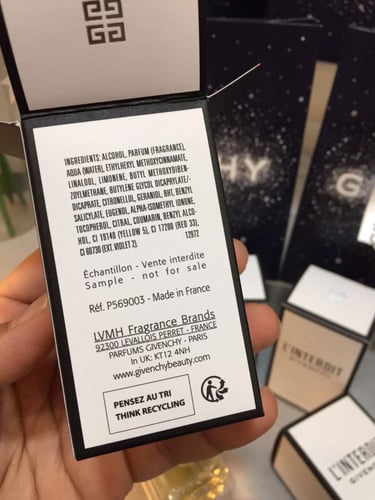 INGREDIENTS: ALCOHOL, PARFUM (FRAGRANCE),
AQUA (WATER), ETHYLHEXYL METHOXYCINNAMATE,
LINALOOL, LIMONENE, BUTYL METHOXYDIBEN-
ZOYLMETHANE, BUTYLENE GLYCOL DICAPRYLATE/-
DICAPRATE, CITRONELLOL, GERANIOL, BHT, BENZYL
SALICYLATE, EUGENOL, ALPHA-ISOMETHYL IONONE,
TOCOPHEROL, CITRAL, COUMARIN, BENZYL ALCO-
HOL, CI 19140 (YELLOW 5), CI 17200 (RED 33),
CI 60730 (EXT. VIOLET 2). 12972
Échantillon - Vente interdite
Sample - not for sale
Réf. P569003 - Made in France
LVMH Fragrance Brands
92300 LEVALLOIS PERRET - FRANCE
PARFUMS GIVENCHY - PARIS
In UK: KT12 4NH
www.givenchybeauty.com
PENSEZ AU TRI
THINK RECYCLING
HY
G
L'INTERDIT
L'INTERDIT